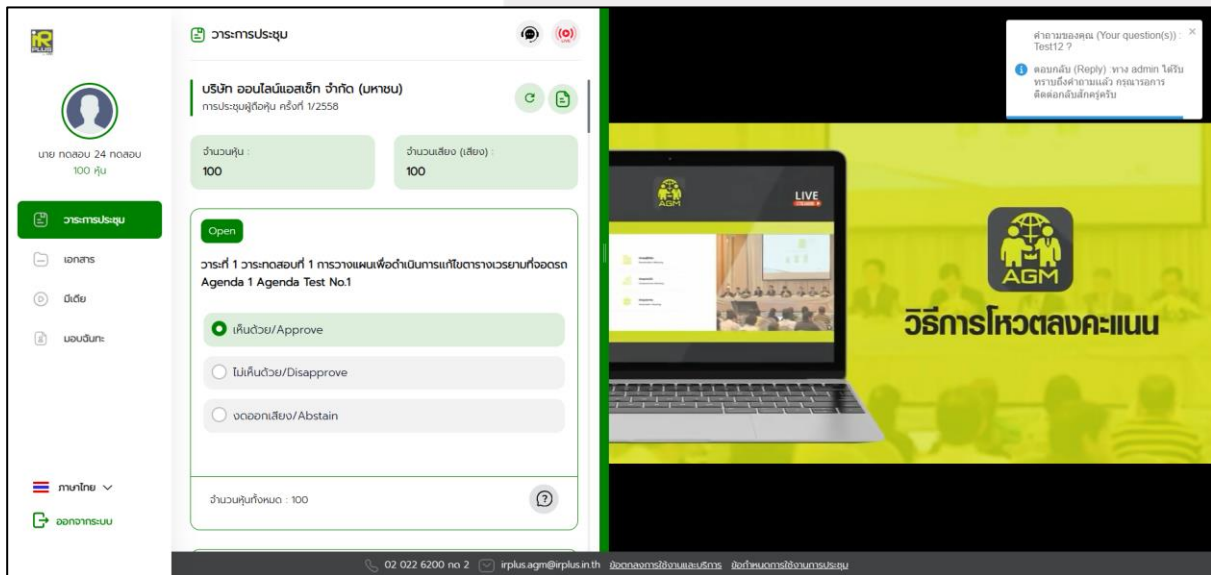 iR
PLUS
นาย ทดสอบ 24 ทดสอบ
100 หุ้น
วาระการประชุม
เอกสาร
มีเดีย
มอบฉันทะ
ภาษาไทย
ออกจากระบบ
วาระการประชุม
LIVE
บริษัท ออนไลน์แอสเซ็ท จำกัด (มหาชน)
การประชุมผู้ถือหุ้น ครั้งที่ 1/2558
จำนวนหุ้น :
100
จำนวนเสียง (เสียง) :
100
Open
วาระที่ 1 วาระทดสอบที่ 1 การวางแผนเพื่อดำเนินการแก้ไขตารางเวรยามที่จอดรถ
Agenda 1 Agenda Test No.1
เห็นด้วย/Approve
ไม่เห็นด้วย/Disapprove
งดออกเสียง/Abstain
จำนวนหุ้นทั้งหมด : 100
คำถามของคุณ (Your question(s)) :
Test12 ?
ตอบกลับ (Reply) :ทาง admin ได้รับ
ทราบถึงคำถามแล้ว กรุณารอการ
ติดต่อกลับสักครู่ครับ
AGM
LIVE
AGM
วิธีการโหวตลงคะแนน
02 022 6200 กด 2
irplus.agm@irplus.in.th
ข้อตกลงการใช้งานและบริการ
ข้อกำหนดการใช้งานการประชุม